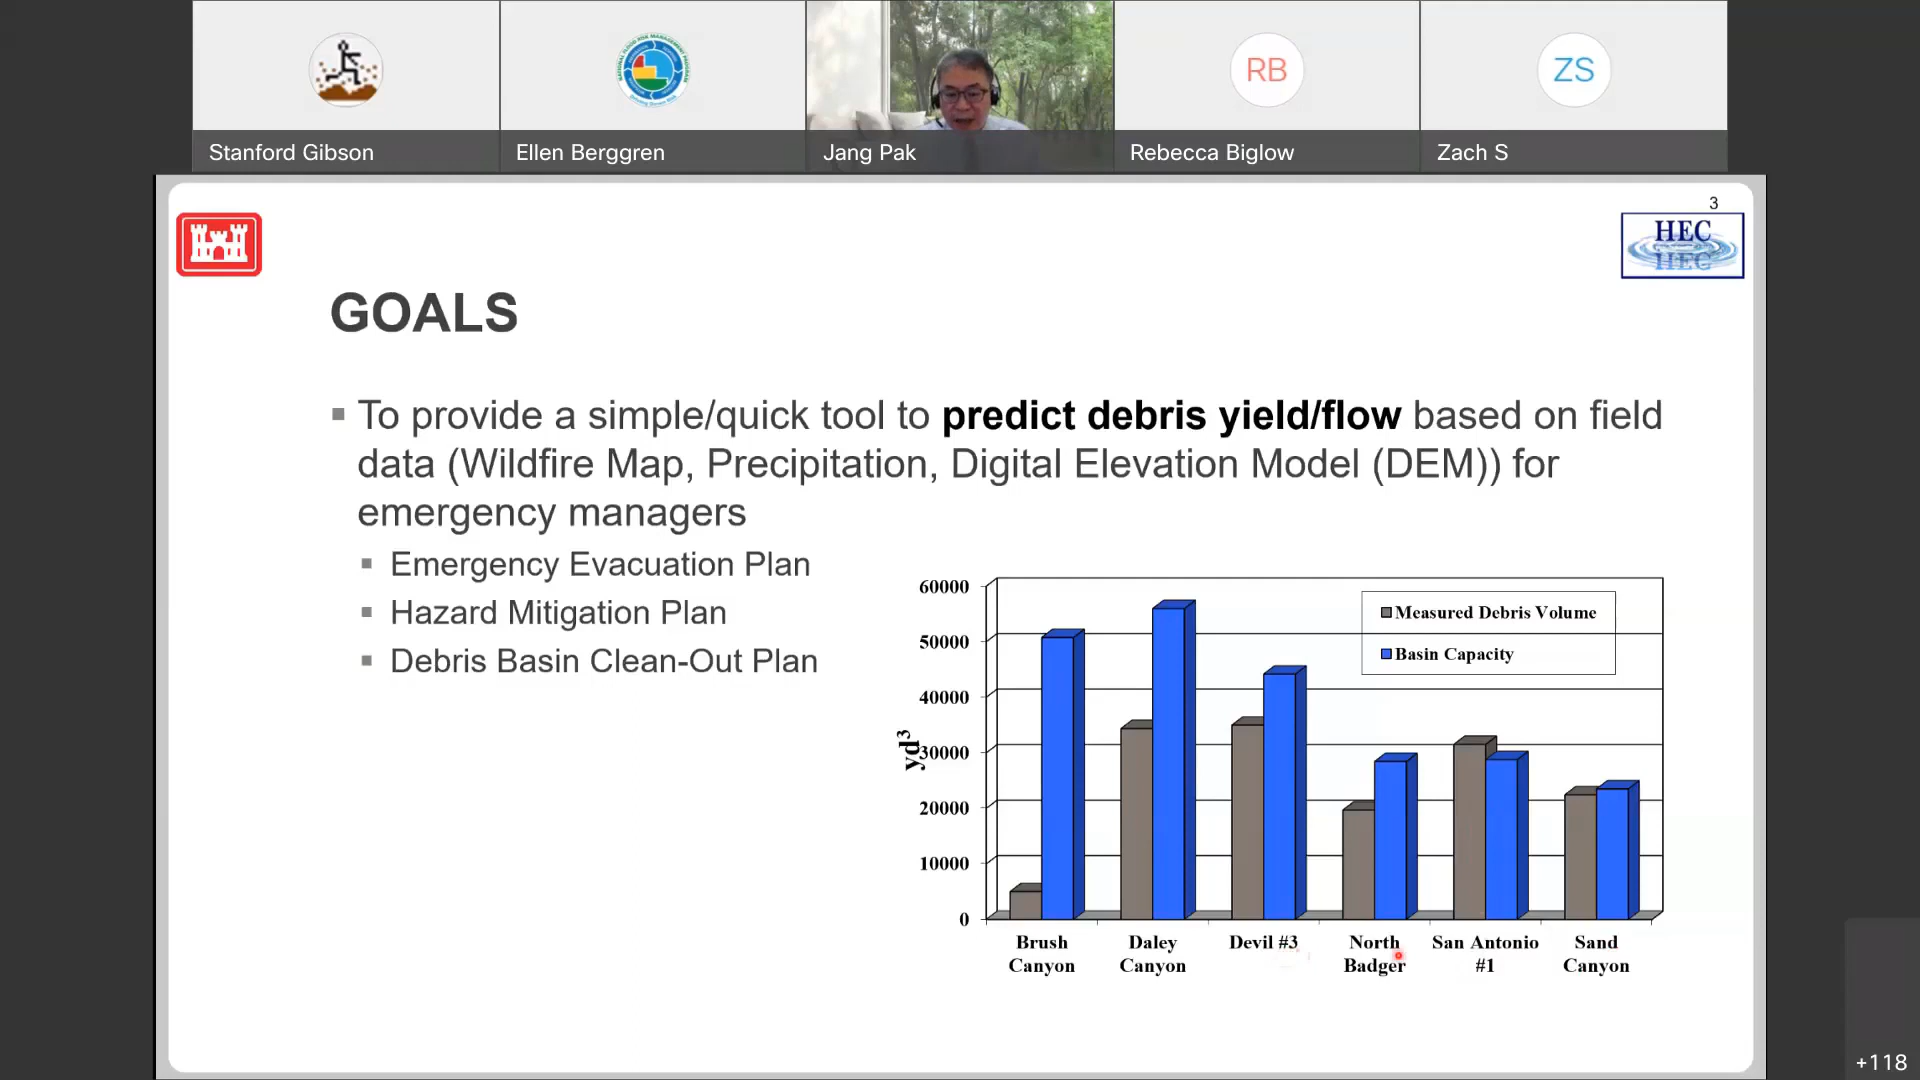 RB
ZS
Stanford Gibson
Ellen Berggren
Jang Pak
Rebecca Biglow
Zach S
3
HEC
GOALS
To provide a simple/quick tool to predict debris yield/flow based on field
data (Wildfire Map, Precipitation, Digital Elevation Model (DEM)) for
emergency managers
Emergency Evacuation Plan
Hazard Mitigation Plan
Debris Basin Clean-Out Plan
60000
50000
40000
30000
20000
10000
0
yd³
Measured Debris Volume
Basin Capacity
Brush
Canyon
Daley
Canyon
Devil #3
North
Badger
San Antonio
#1
Sand
Canyon
+118